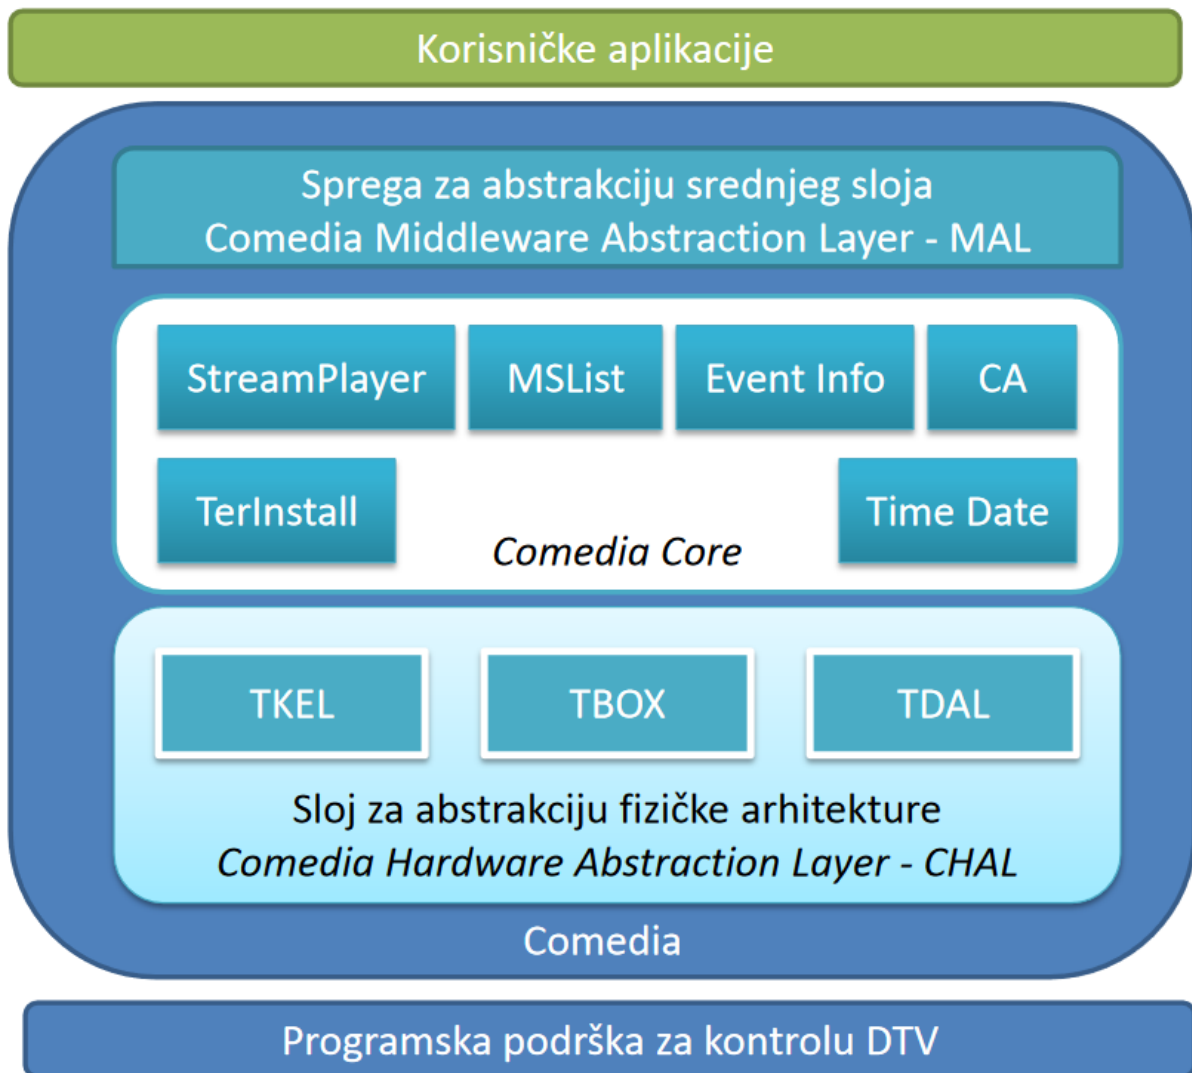 Korisničke aplikacije
Sprega za abstrakciju srednjeg sloja
Comedia Middleware Abstraction Layer - MAL
StreamPlayer
MSList
Event Info
CA
TerInstall
Time Date
Comedia Core
TKEL
TBOX
TDAL
Sloj za abstrakciju fizičke arhitekture
Comedia Hardware Abstraction Layer - CHAL
Comedia
Programska podrška za kontrolu DTV